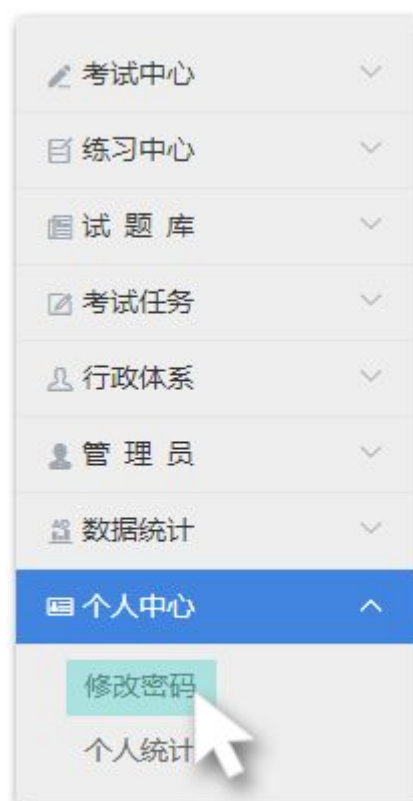 考试中心
练习中心
试 题 库
考试任务
行政体系
管 理 员
数据统计
个人中心
修改密码
个人统计